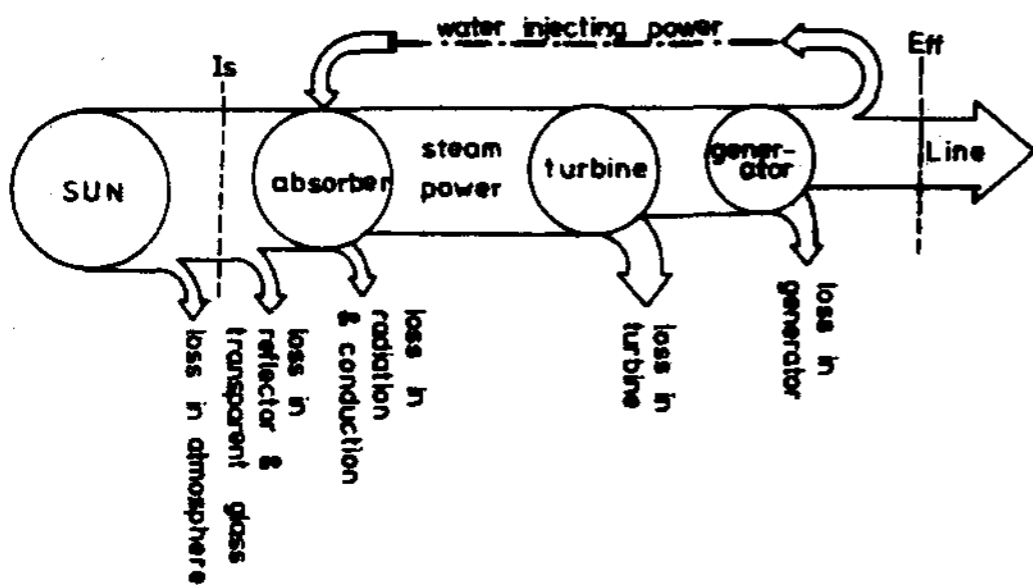 water injecting power
Is
Eff
SUN
absorber
steam
power
turbine
gener-
ator
Line
loss in atmosphere
loss in
reflector &
transparent glass
loss in
radiation
& conduction
loss in
turbine
loss in
generator